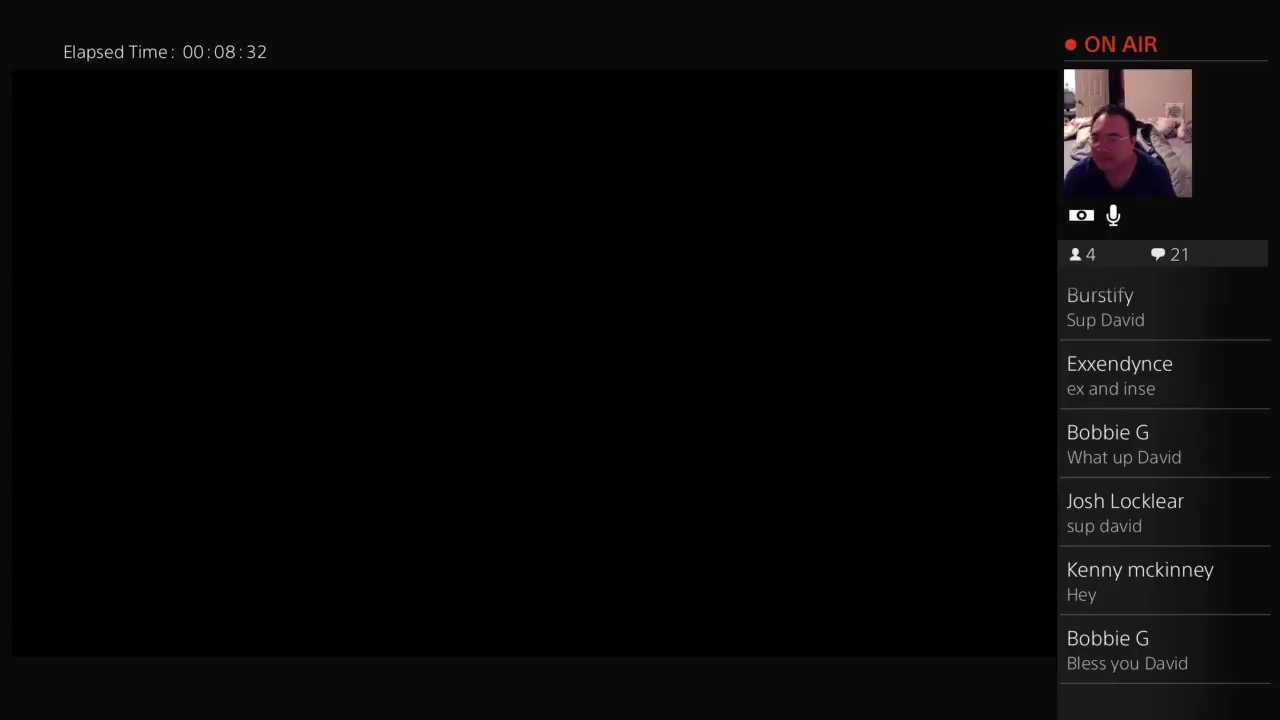 Elapsed Time: 00:08:32
ON AIR
4 21
Burstify
Sup David
Exxendynce
ex and inse
Bobbie G
What up David
Josh Locklear
sup david
Kenny mckinney
Hey
Bobbie G
Bless you David